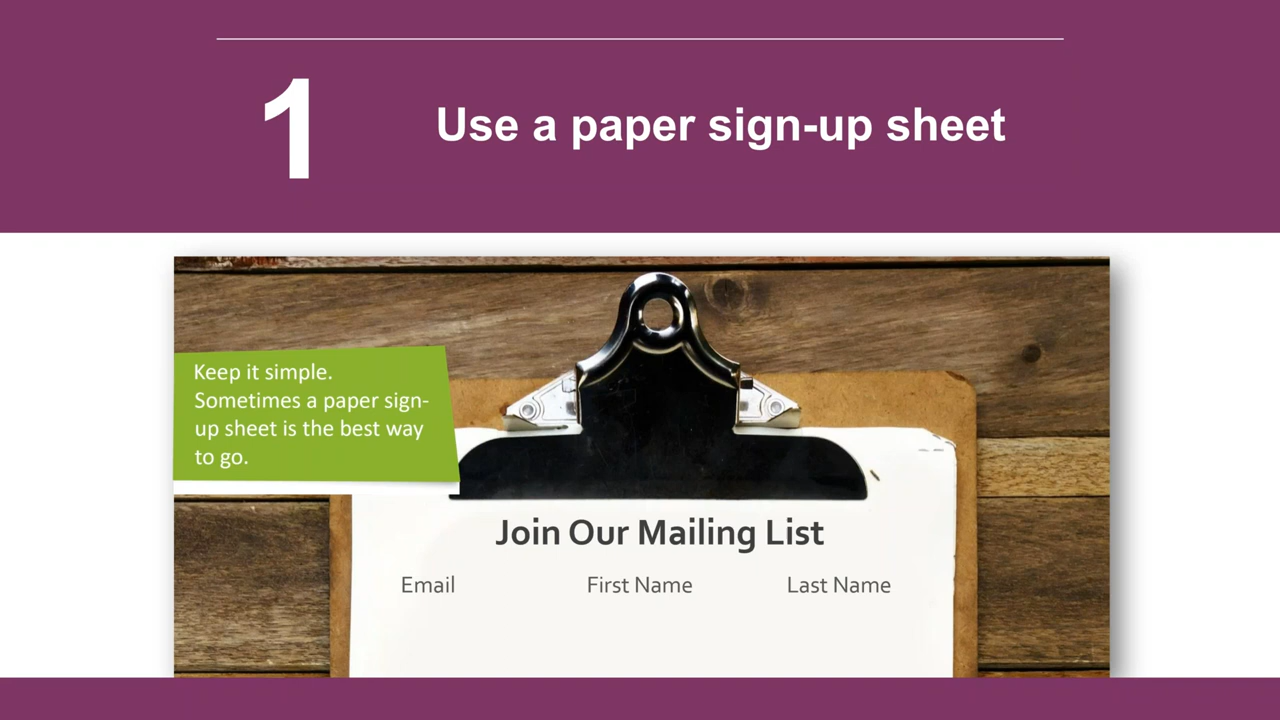 1
Use a paper sign-up sheet
Keep it simple.
Sometimes a paper sign-
up sheet is the best way
to go.
Join Our Mailing List
Email First Name Last Name